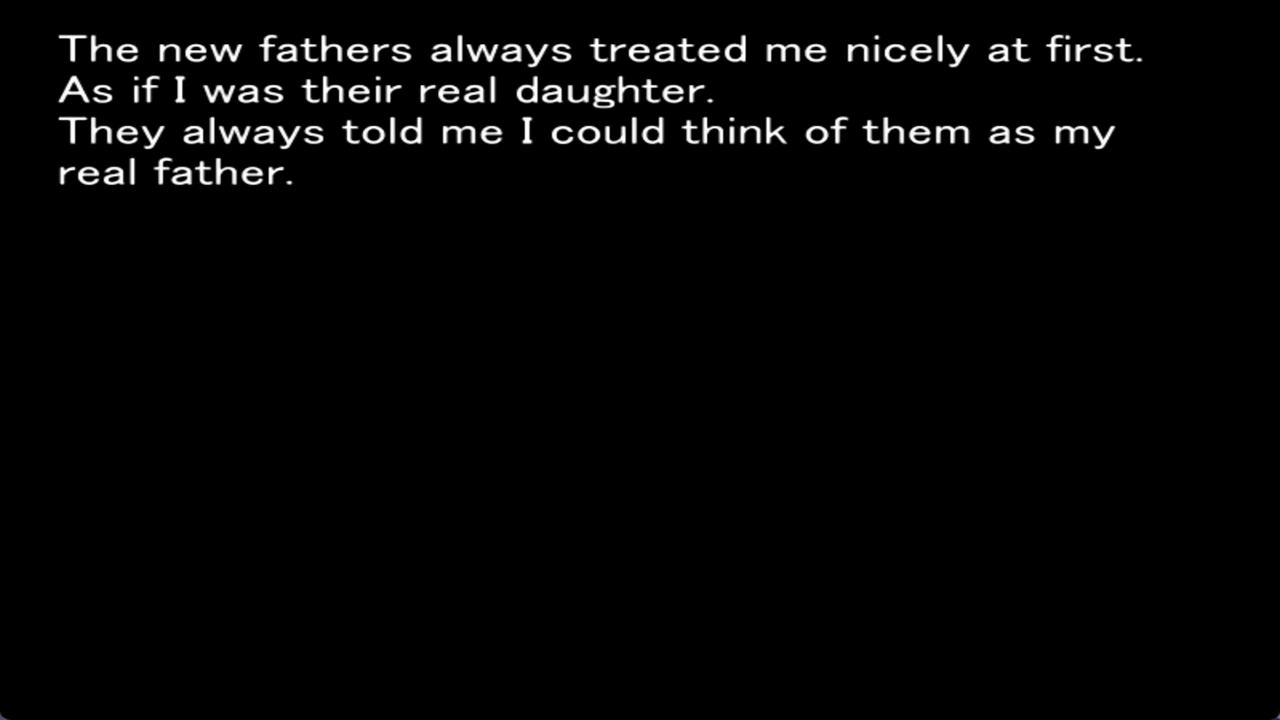 The new fathers always treated me nicely at first.
As if I was their real daughter.
They always told me I could think of them as my
real father.